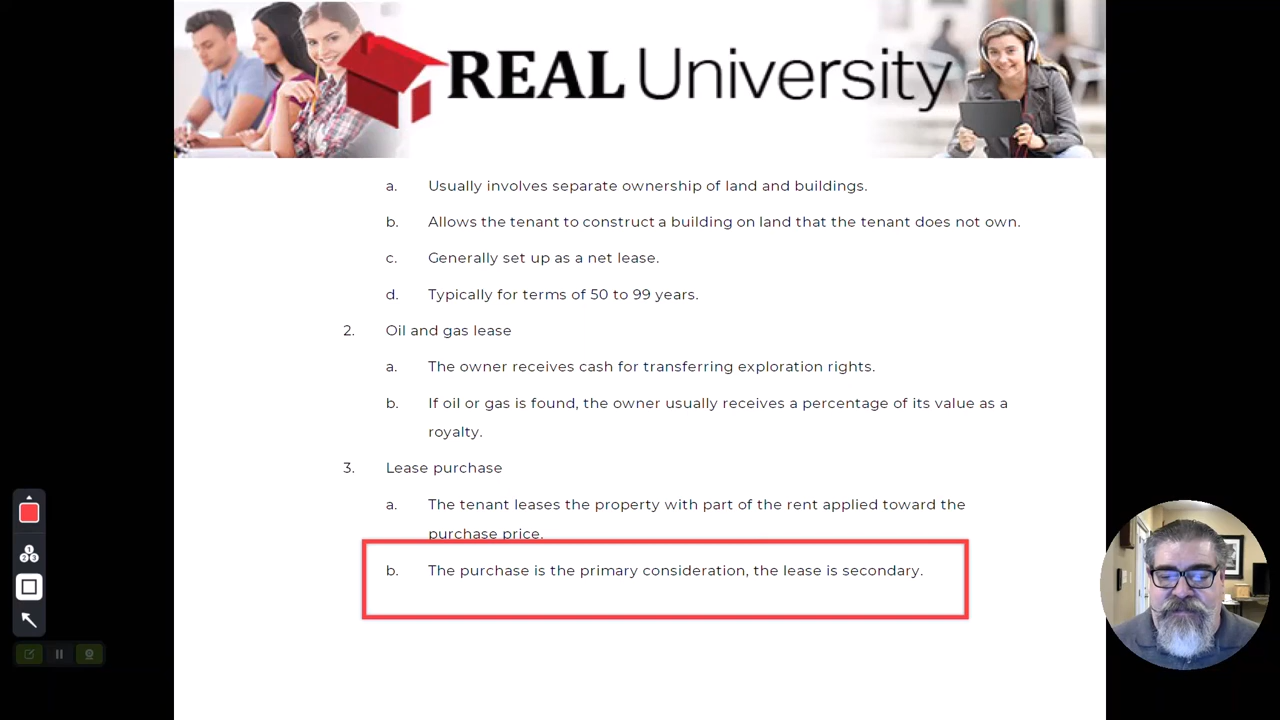 REAL University
a. Usually involves separate ownership of land and buildings.
b. Allows the tenant to construct a building on land that the tenant does not own.
c. Generally set up as a net lease.
d. Typically for terms of 50 to 99 years.
2. Oil and gas lease
a. The owner receives cash for transferring exploration rights.
b. If oil or gas is found, the owner usually receives a percentage of its value as a
royalty.
3. Lease purchase
a. The tenant leases the property with part of the rent applied toward the
purchase price.
b. The purchase is the primary consideration, the lease is secondary.